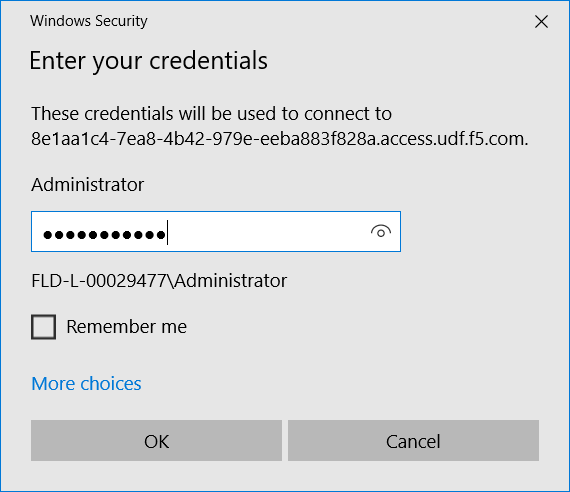 Windows Security
Enter your credentials
These credentials will be used to connect to
8e1aa1c4-7ea8-4b42-979e-eeba883f828a.access.udf.f5.com.
Administrator
●●●●●●●●●●●
FLD-L-00029477\Administrator
Remember me
More choices
OK
Cancel